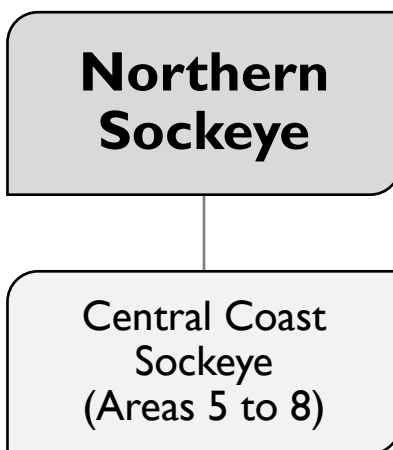 Northern
Sockeye
Central Coast
Sockeye
(Areas 5 to 8)